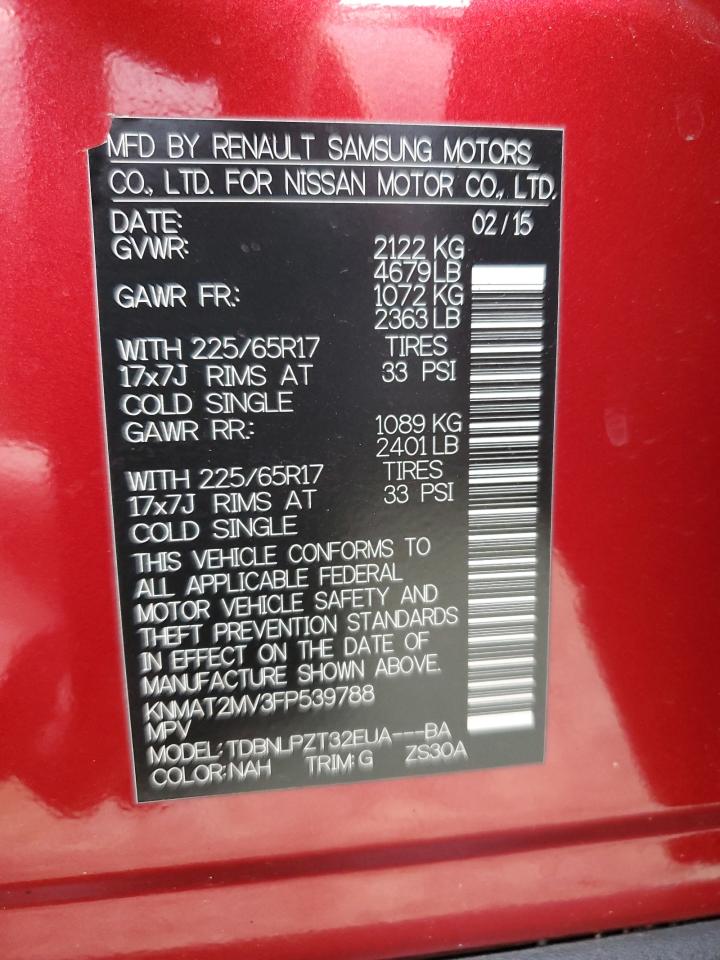 MFD BY RENAULT SAMSUNG MOTORS
CO., LTD. FOR NISSAN MOTOR CO., LTD.
DATE: 02/15
GVWR: 2122 KG
4679 LB
GAWR FR.: 1072 KG
2363 LB
WITH 225/65R17 TIRES
17x7J RIMS AT 33 PSI
COLD SINGLE
GAWR RR.: 1089 KG
2401 LB
WITH 225/65R17 TIRES
17x7J RIMS AT 33 PSI
COLD SINGLE
THIS VEHICLE CONFORMS TO
ALL APPLICABLE FEDERAL
MOTOR VEHICLE SAFETY AND
THEFT PREVENTION STANDARDS
IN EFFECT ON THE DATE OF
MANUFACTURE SHOWN ABOVE.
KNMAT2MV3FP539788
MPV
MODEL: TDBNLPZT32EUA---BA
COLOR: NAH TRIM: G ZS30A